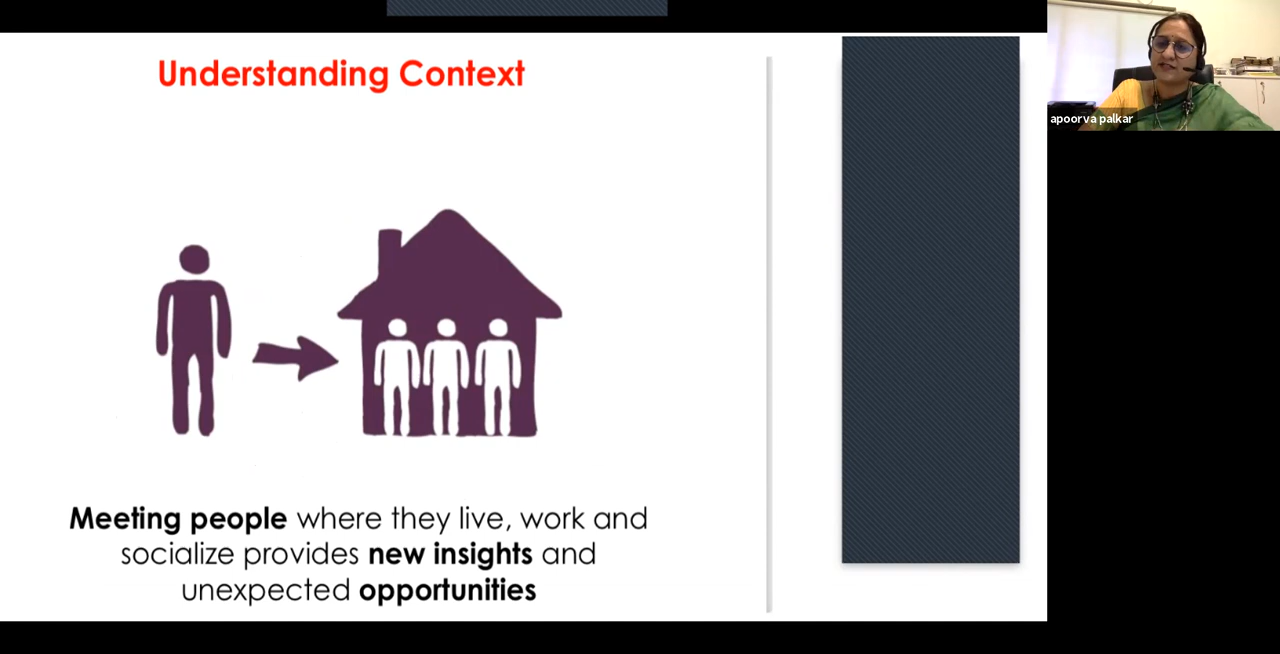 Understanding Context
apoorva palkar
Meeting people where they live, work and
socialize provides new insights and
unexpected opportunities